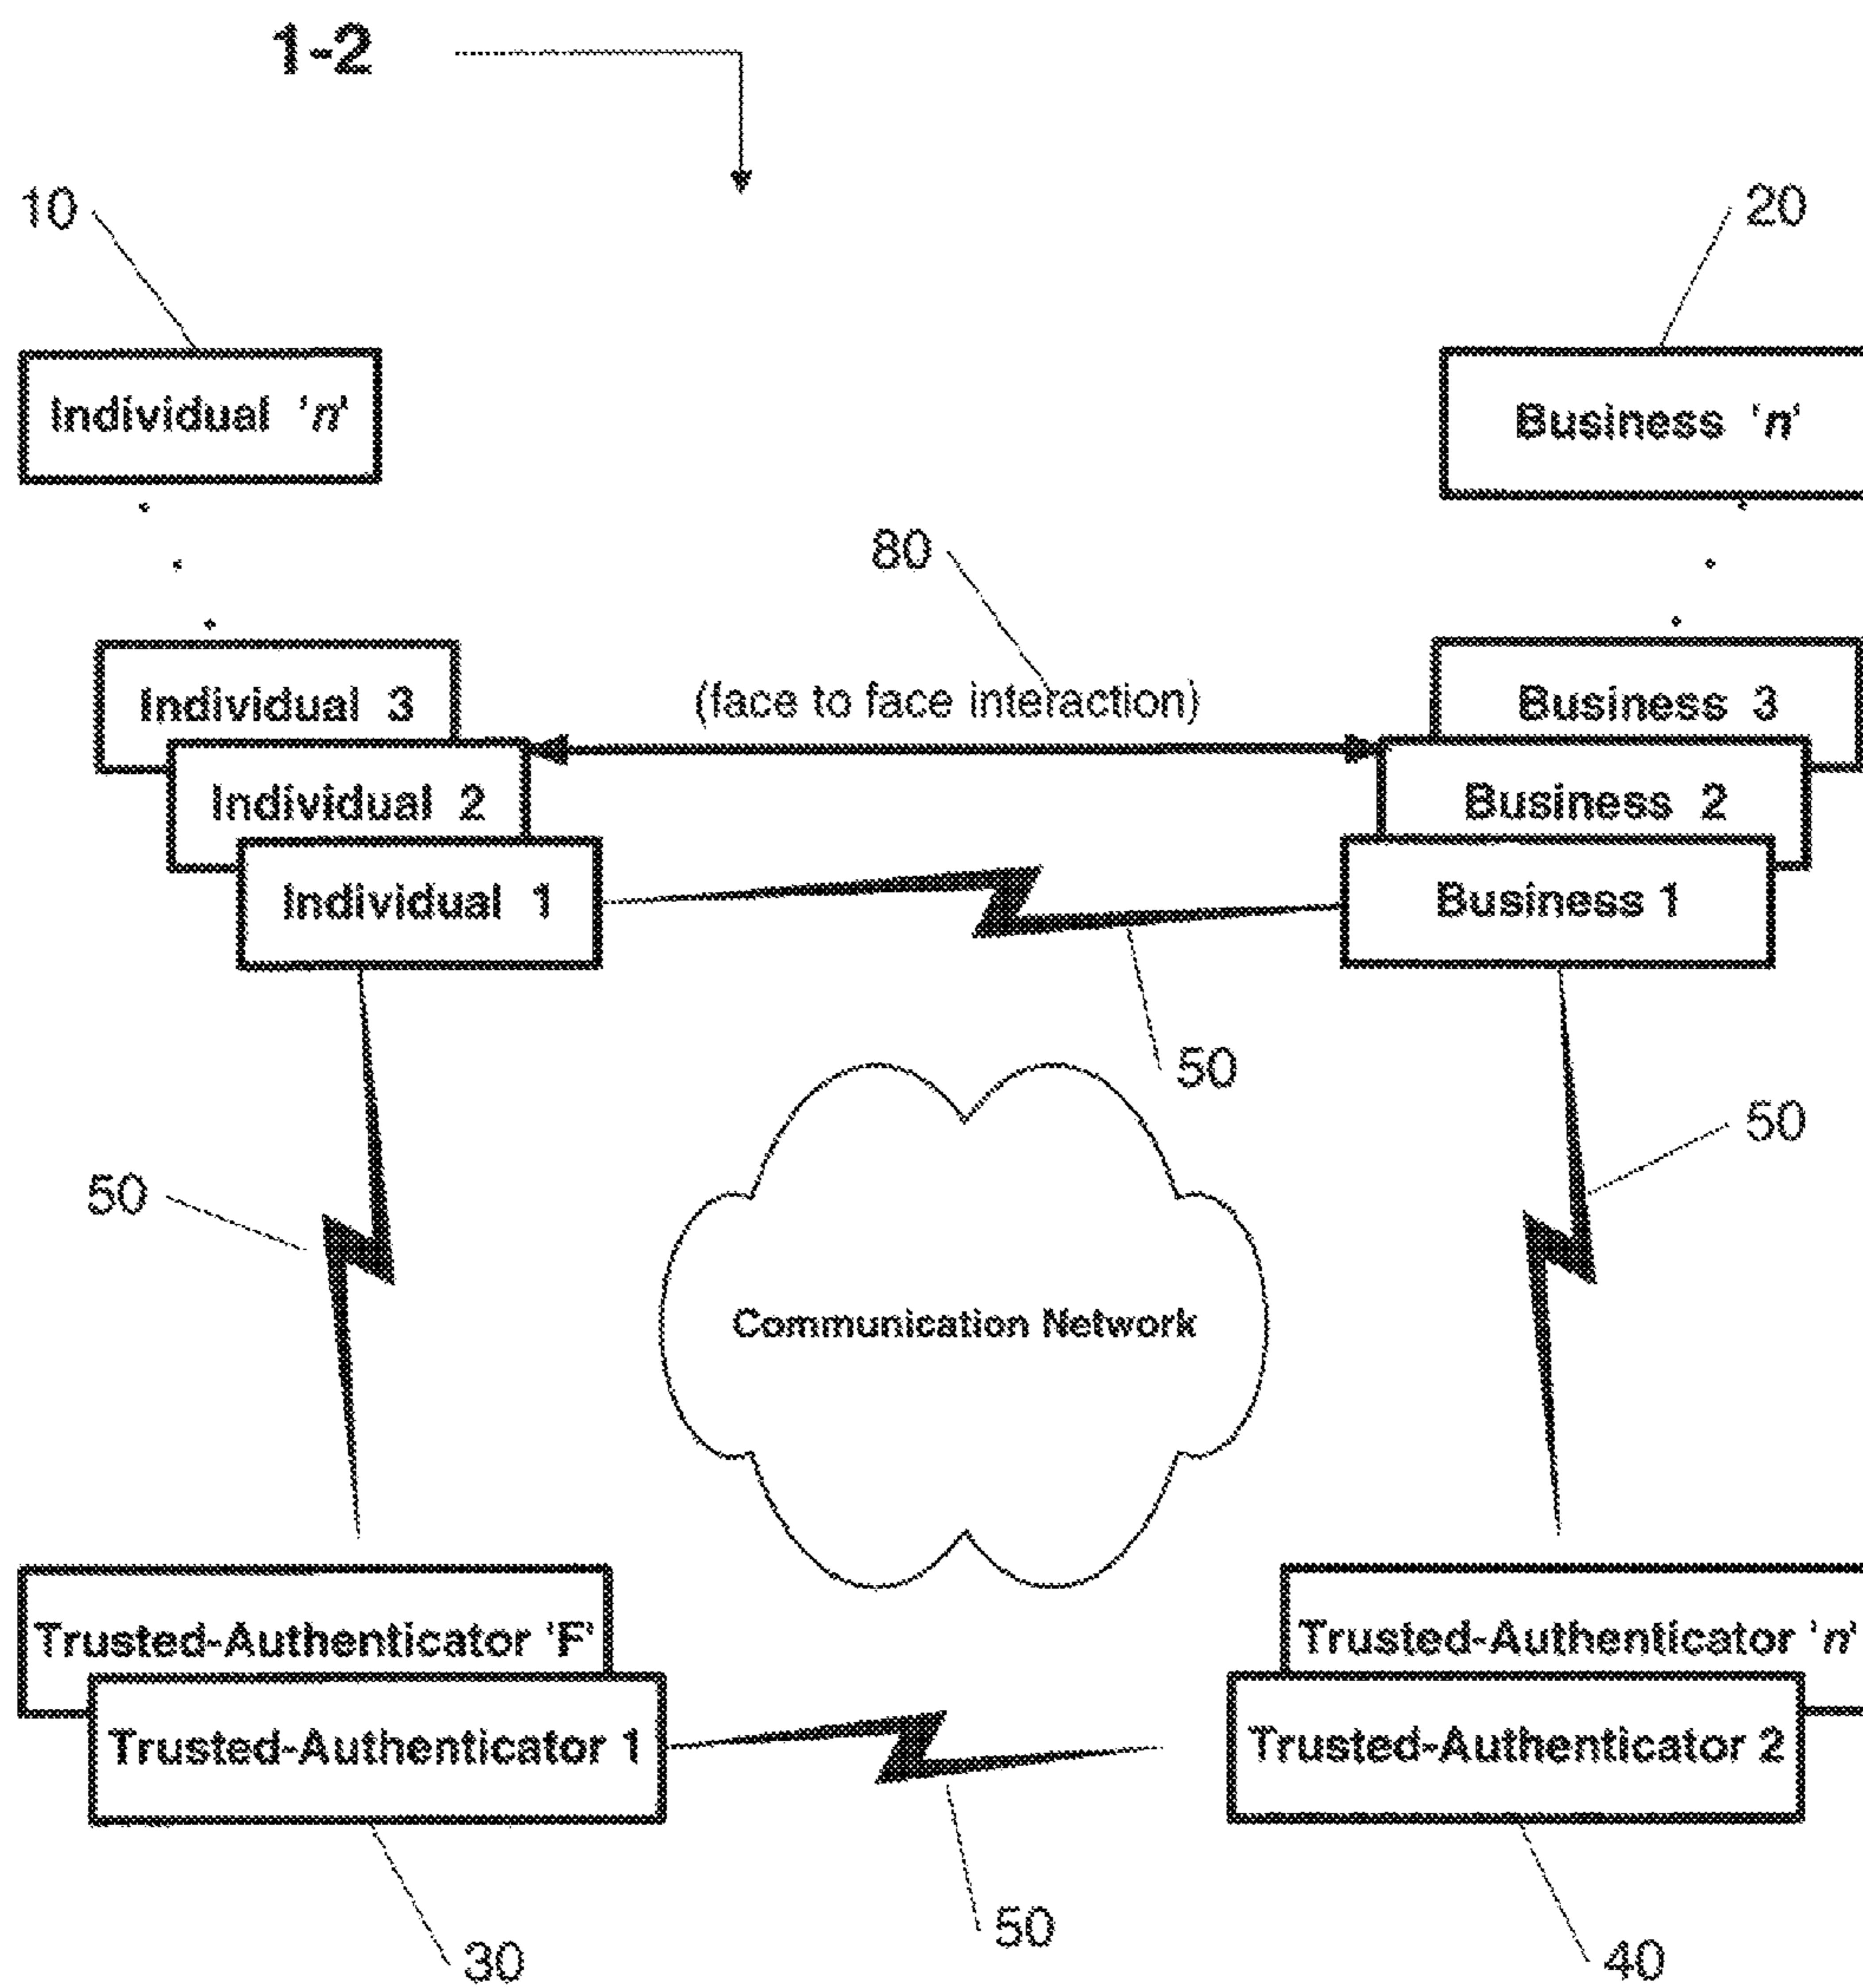 1-2
10
20
Individual 'n'
Business 'n'
80
Individual 3
(face to face interaction)
Business 3
Individual 2
Business 2
Individual 1
Business 1
50
50
50
Communication Network
Trusted-Authenticator 'F'
Trusted-Authenticator 'n'
Trusted-Authenticator 1
Trusted-Authenticator 2
50
30
40